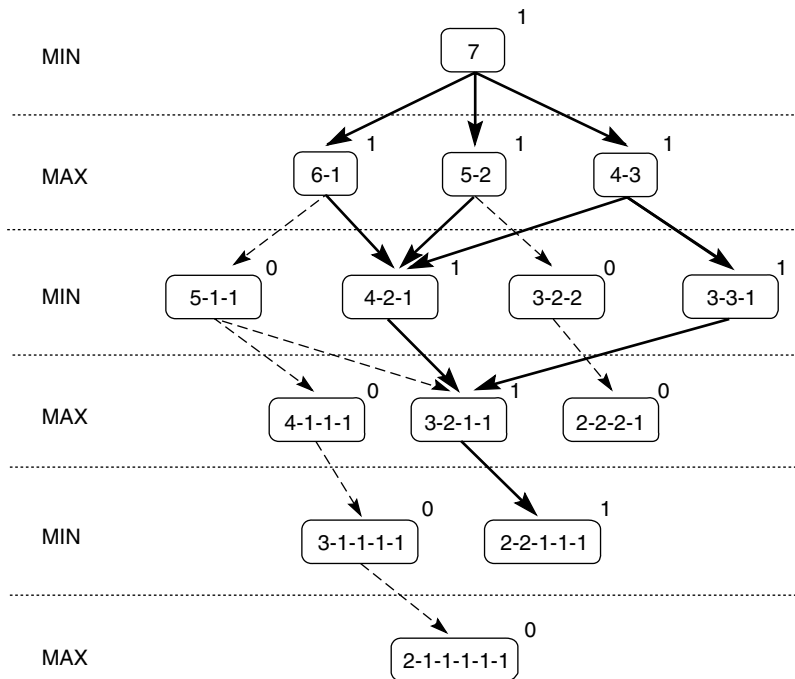 1
MIN 7
1 1 1
MAX 6-1 5-2 4-3
0 1 0 1
MIN 5-1-1 4-2-1 3-2-2 3-3-1
0 1 0
MAX 4-1-1-1 3-2-1-1 2-2-2-1
0 1
MIN 3-1-1-1-1 2-2-1-1-1
0
MAX 2-1-1-1-1-1